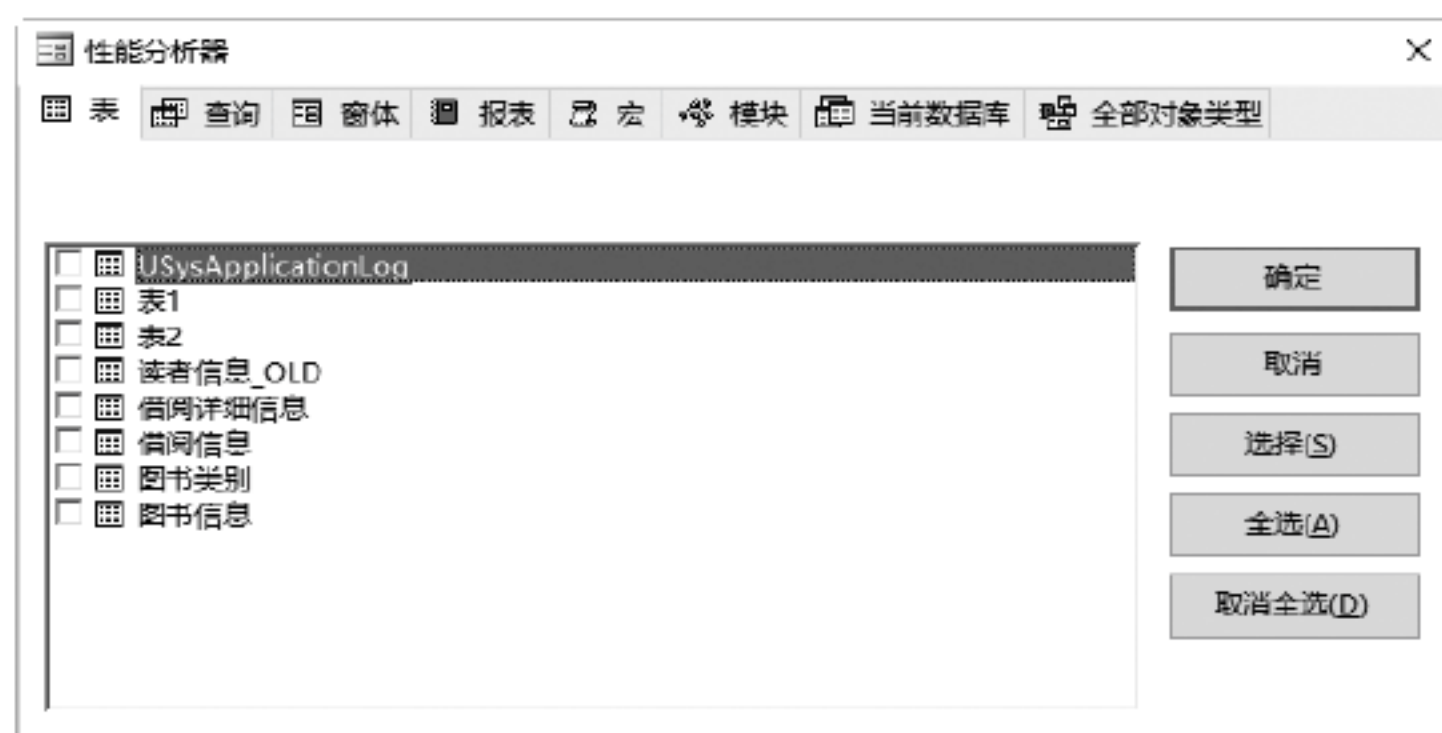 性能分析器
表 查询 窗体 报表 宏 模块 当前数据库 全部对象类型
USysApplicationLog
表1
表2
读者信息_OLD
借阅详细信息
借阅信息
图书类别
图书信息
确定
取消
选择(S)
全选(A)
取消全选(D)